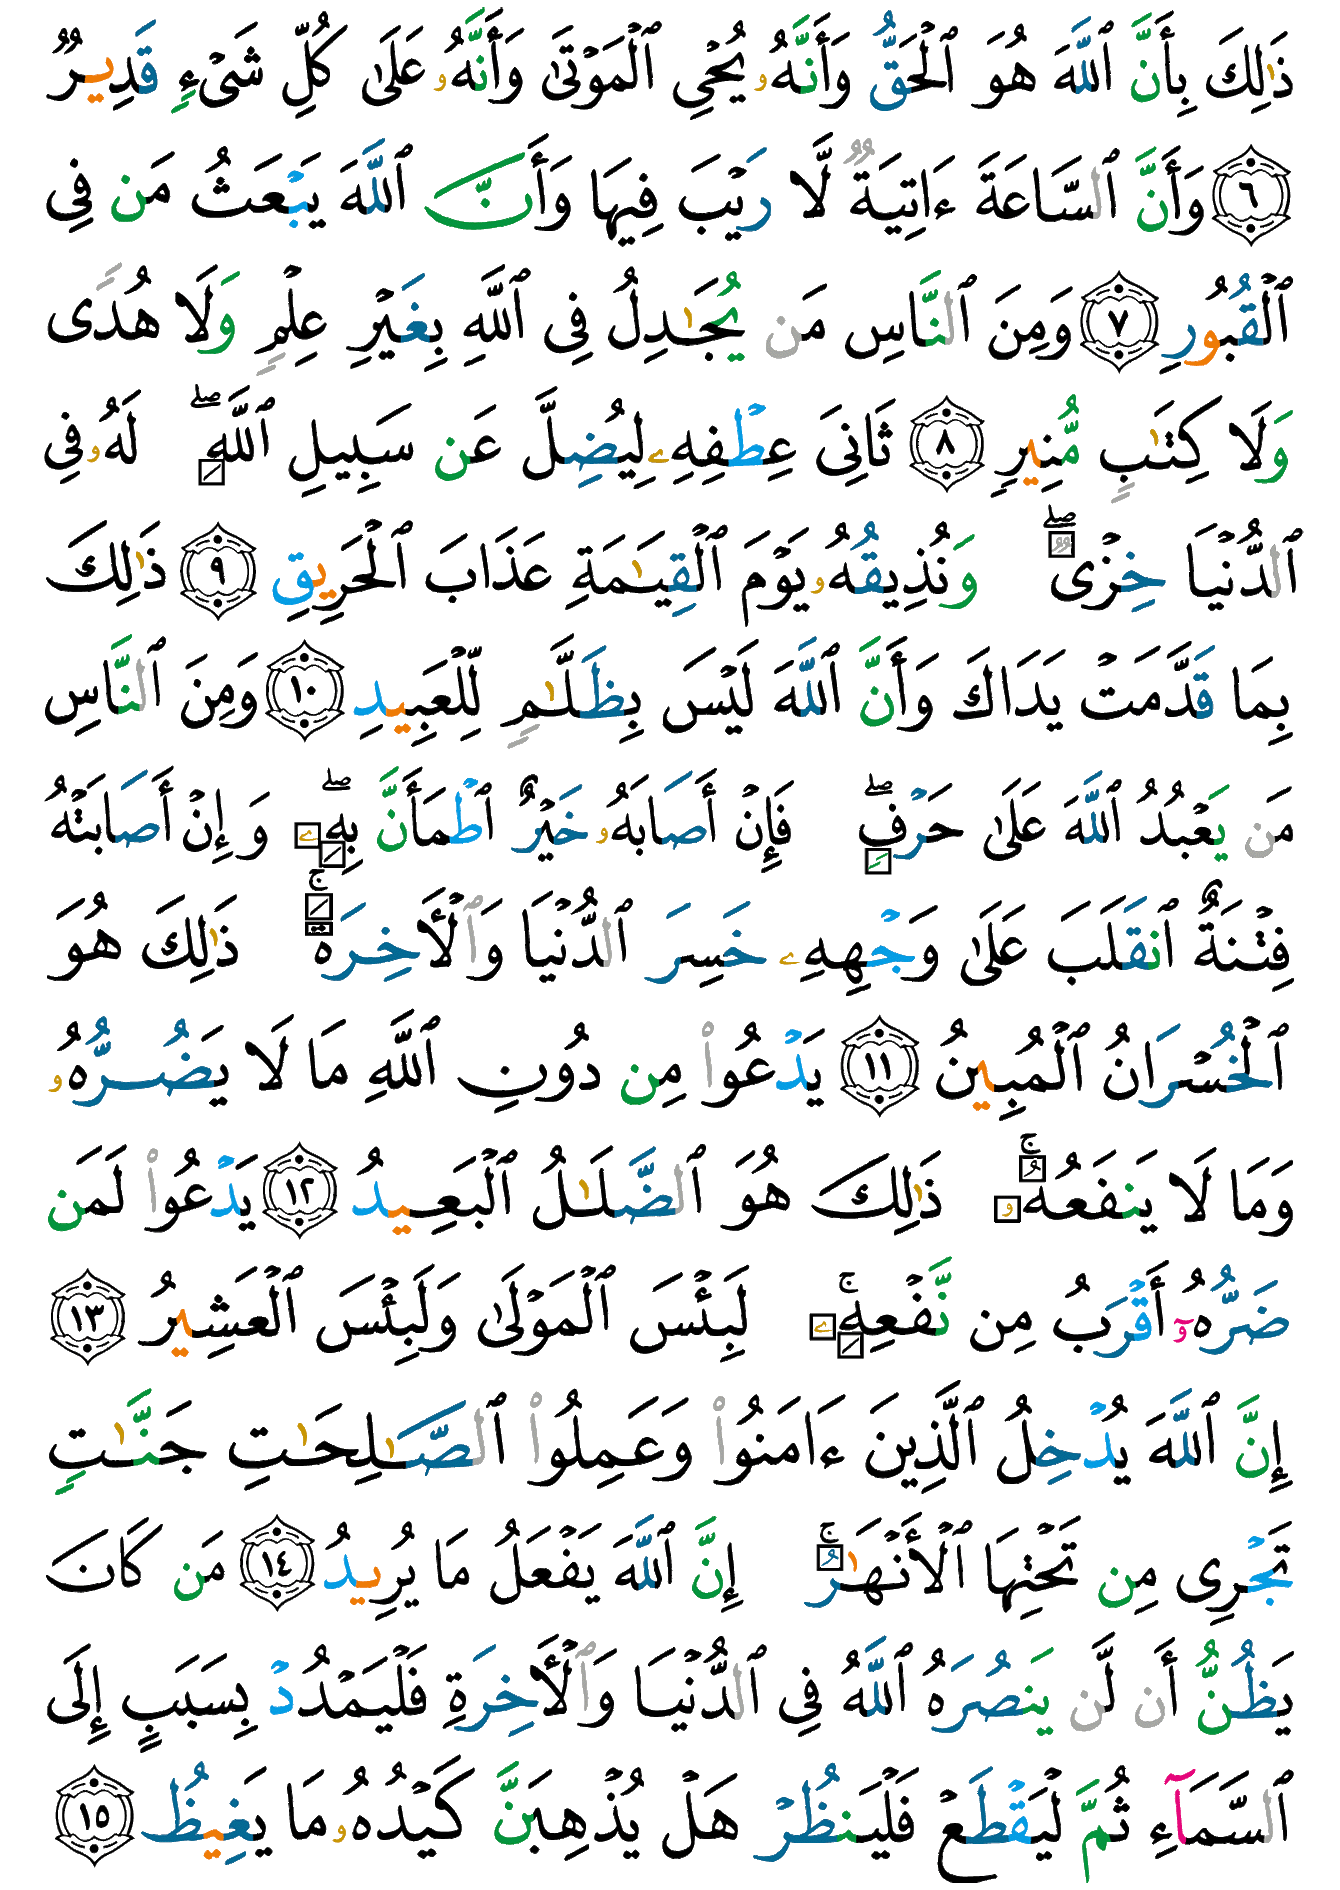 ذَٰلِكَ بِأَنَّ ٱللَّهَ هُوَ ٱلْحَقُّ وَأَنَّهُۥ يُحْىِ ٱلْمَوْتَىٰ وَأَنَّهُۥ عَلَىٰ كُلِّ شَىْءٍ قَدِيرٌ
٦ وَأَنَّ ٱلسَّاعَةَ ءَاتِيَةٌ لَّا رَيْبَ فِيهَا وَأَنَّ ٱللَّهَ يَبْعَثُ مَن فِى
ٱلْقُبُورِ ٧ وَمِنَ ٱلنَّاسِ مَن يُجَـٰدِلُ فِى ٱللَّهِ بِغَيْرِ عِلْمٍ وَلَا هُدًى
وَلَا كِتَـٰبٍ مُّنِيرٍ ٨ ثَانِىَ عِطْفِهِۦ لِيُضِلَّ عَن سَبِيلِ ٱللَّهِ ۖ لَهُۥ فِى
ٱلدُّنْيَا خِزْىٌ ۖ وَنُذِيقُهُۥ يَوْمَ ٱلْقِيَـٰمَةِ عَذَابَ ٱلْحَرِيقِ ٩ ذَٰلِكَ
بِمَا قَدَّمَتْ يَدَاكَ وَأَنَّ ٱللَّهَ لَيْسَ بِظَلَّـٰمٍ لِّلْعَبِيدِ ١٠ وَمِنَ ٱلنَّاسِ
مَن يَعْبُدُ ٱللَّهَ عَلَىٰ حَرْفٍ ۖ فَإِنْ أَصَابَهُۥ خَيْرٌ ٱطْمَأَنَّ بِهِۦ ۖ وَإِنْ أَصَابَتْهُ
فِتْنَةٌ ٱنقَلَبَ عَلَىٰ وَجْهِهِۦ خَسِرَ ٱلدُّنْيَا وَٱلْـَٔاخِرَةَ ۚ ذَٰلِكَ هُوَ
ٱلْخُسْرَانُ ٱلْمُبِينُ ١١ يَدْعُوا۟ مِن دُونِ ٱللَّهِ مَا لَا يَضُرُّهُۥ
وَمَا لَا يَنفَعُهُۥ ۚ ذَٰلِكَ هُوَ ٱلضَّلَـٰلُ ٱلْبَعِيدُ ١٢ يَدْعُوا۟ لَمَن
ضَرُّهُۥٓ أَقْرَبُ مِن نَّفْعِهِۦ ۚ لَبِئْسَ ٱلْمَوْلَىٰ وَلَبِئْسَ ٱلْعَشِيرُ ١٣
إِنَّ ٱللَّهَ يُدْخِلُ ٱلَّذِينَ ءَامَنُوا۟ وَعَمِلُوا۟ ٱلصَّـٰلِحَـٰتِ جَنَّـٰتٍ
تَجْرِى مِن تَحْتِهَا ٱلْأَنْهَـٰرُ ۚ إِنَّ ٱللَّهَ يَفْعَلُ مَا يُرِيدُ ١٤ مَن كَانَ
يَظُنُّ أَن لَّن يَنصُرَهُ ٱللَّهُ فِى ٱلدُّنْيَا وَٱلْـَٔاخِرَةِ فَلْيَمْدُدْ بِسَبَبٍ إِلَى
ٱلسَّمَآءِ ثُمَّ لْيَقْطَعْ فَلْيَنظُرْ هَلْ يُذْهِبَنَّ كَيْدُهُۥ مَا يَغِيظُ ١٥